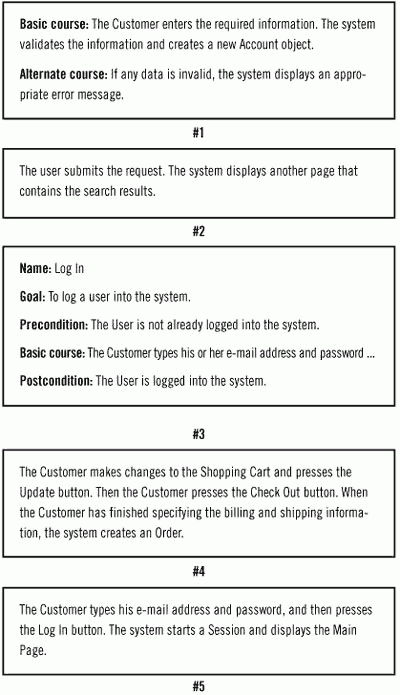 Basic course: The Customer enters the required information. The system
validates the information and creates a new Account object.
Alternate course: If any data is invalid, the system displays an appro-
priate error message.
#1
The user submits the request. The system displays another page that
contains the search results.
#2
Name: Log In
Goal: To log a user into the system.
Precondition: The User is not already logged into the system.
Basic course: The Customer types his or her e-mail address and password ...
Postcondition: The User is logged into the system.
#3
The Customer makes changes to the Shopping Cart and presses the
Update button. Then the Customer presses the Check Out button. When
the Customer has finished specifying the billing and shipping informa-
tion, the system creates an Order.
#4
The Customer types his e-mail address and password, and then presses
the Log In button. The system starts a Session and displays the Main
Page.
#5